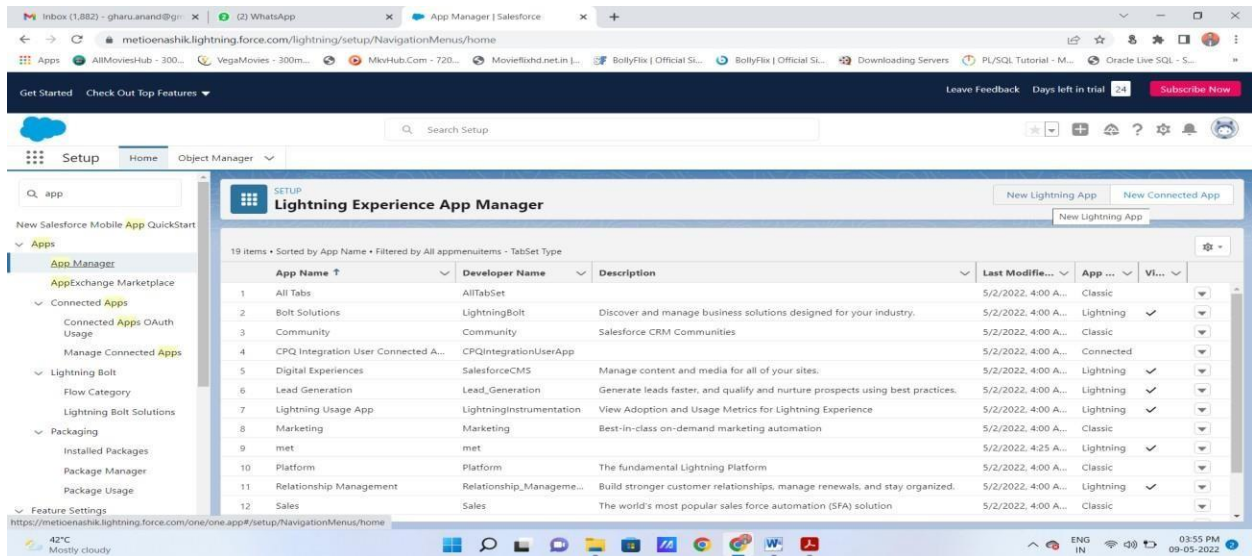 Inbox (1,882) - gharu.anand@g
(2) WhatsApp
App Manager | Salesforce
metioenashik.lightning.force.com/lightning/setup/NavigationMenus/home
Apps AllMoviesHub - 300... VegaMovies - 300m... MkvHub.Com - 720... Movieflixhd.net.in |... BollyFlix | Official Si... BollyFlix | Official Si... Downloading Servers PL/SQL Tutorial - M... Oracle Live SQL - S... »
Get Started Check Out Top Features Leave Feedback Days left in trial 24 Subscribe Now
Search Setup
Setup Home Object Manager
app
New Salesforce Mobile App QuickStart
Apps
App Manager
AppExchange Marketplace
Connected Apps
Connected Apps OAuth
Usage
Manage Connected Apps
Lightning Bolt
Flow Category
Lightning Bolt Solutions
Packaging
Installed Packages
Package Manager
Package Usage
Feature Settings
https://metioenashik.lightning.force.com/one/one.app#/setup/NavigationMenus/home
SETUP
Lightning Experience App Manager
New Lightning App New Connected App
New Lightning App
19 items • Sorted by App Name • Filtered by All appmenuitems - TabSet Type
App Name ↑ Developer Name Description Last Modifie... App ... Vi...
1 All Tabs AllTabSet 5/2/2022, 4:00 A... Classic
2 Bolt Solutions LightningBolt Discover and manage business solutions designed for your industry. 5/2/2022, 4:00 A... Lightning ✓
3 Community Community Salesforce CRM Communities 5/2/2022, 4:00 A... Classic
4 CPQ Integration User Connected A... CPQIntegrationUserApp 5/2/2022, 4:00 A... Connected
5 Digital Experiences SalesforceCMS Manage content and media for all of your sites. 5/2/2022, 4:00 A... Lightning ✓
6 Lead Generation Lead_Generation Generate leads faster, and qualify and nurture prospects using best practices. 5/2/2022, 4:00 A... Lightning ✓
7 Lightning Usage App LightningInstrumentation View Adoption and Usage Metrics for Lightning Experience 5/2/2022, 4:00 A... Lightning ✓
8 Marketing Marketing Best-in-class on-demand marketing automation 5/2/2022, 4:00 A... Classic
9 met met 5/2/2022, 4:25 A... Lightning ✓
10 Platform Platform The fundamental Lightning Platform 5/2/2022, 4:00 A... Classic
11 Relationship Management Relationship_Manageme... Build stronger customer relationships, manage renewals, and stay organized. 5/2/2022, 4:00 A... Lightning ✓
12 Sales Sales The world's most popular sales force automation (SFA) solution 5/2/2022, 4:00 A... Classic
42°C
Mostly cloudy
ENG
IN
03:55 PM
09-05-2022
2